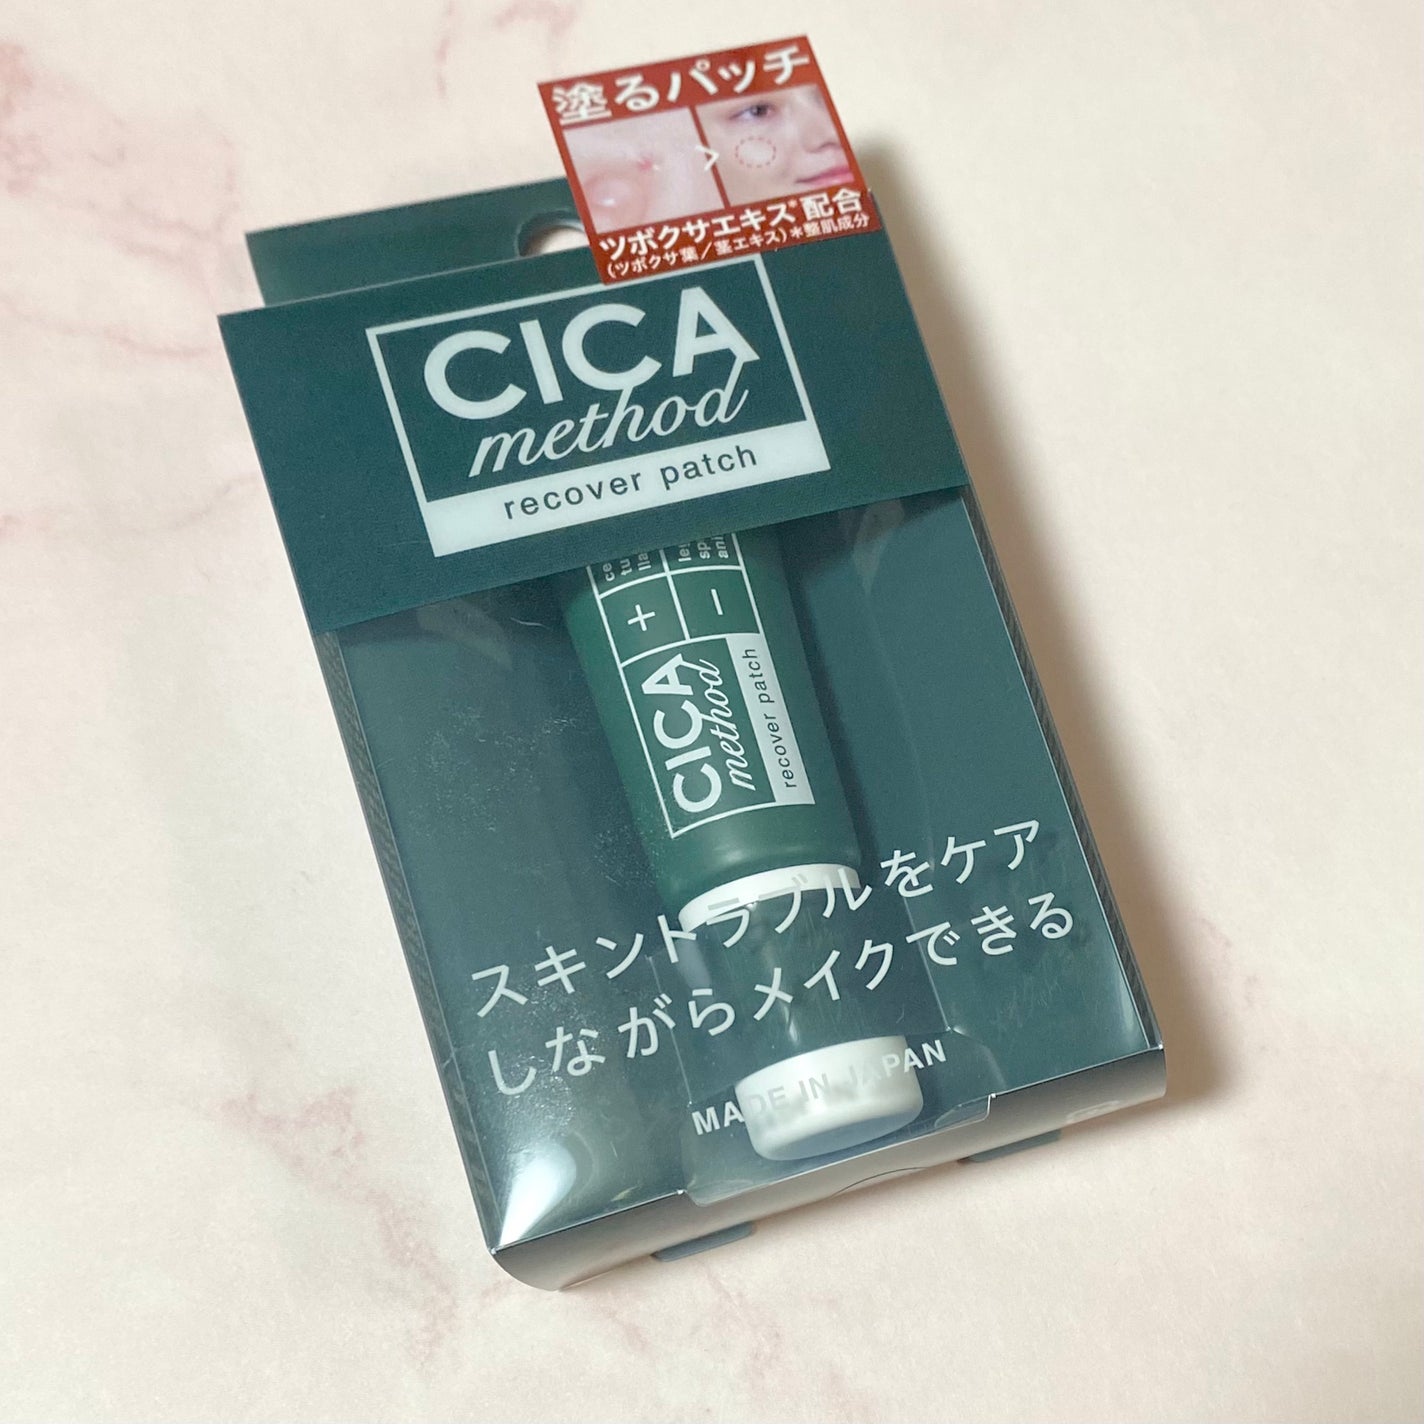 塗るパッチ
ツボクサエキス*配合
(ツボクサ葉/茎エキス)*整肌成分
CICA
method
recover patch
+
−
CICA
method
recover patch
スキントラブルをケア
しながらメイクできる
MADE IN JAPAN